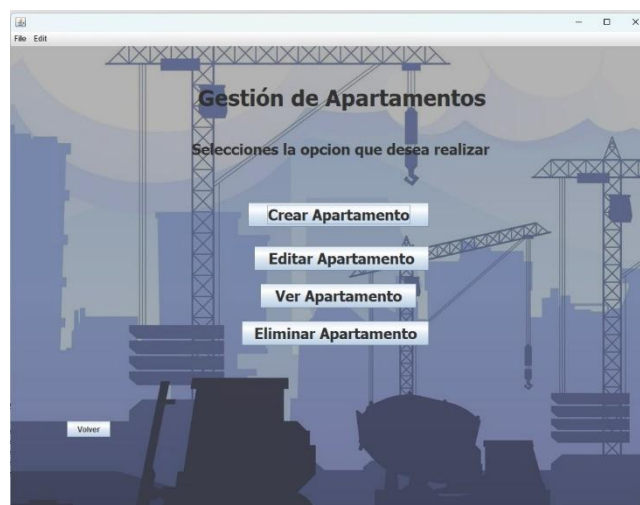 File Edit
Gestión de Apartamentos
Selecciones la opcion que desea realizar
Crear Apartamento
Editar Apartamento
Ver Apartamento
Eliminar Apartamento
Volver